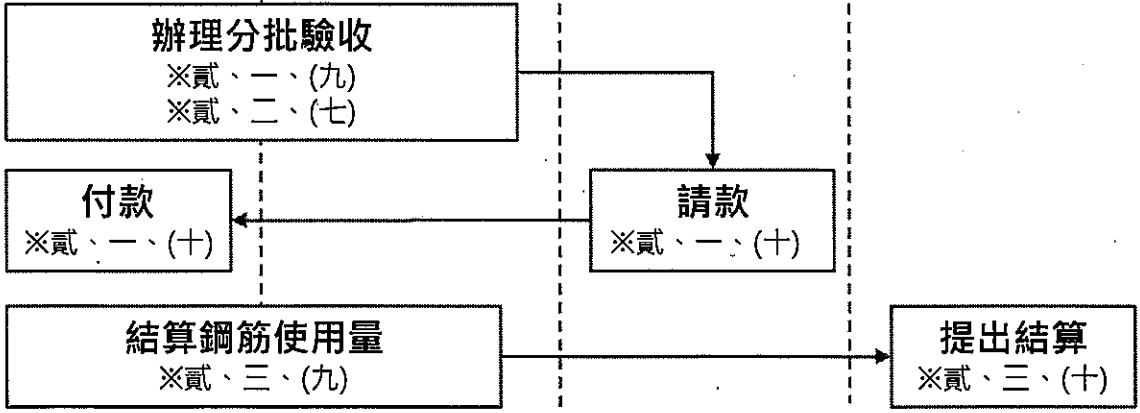 辦理分批驗收
※貳、一、(九)
※貳、二、(七)
付款
※貳、一、(十)
請款
※貳、一、(十)
結算鋼筋使用量
※貳、三、(九)
提出結算
※貳、三、(十)